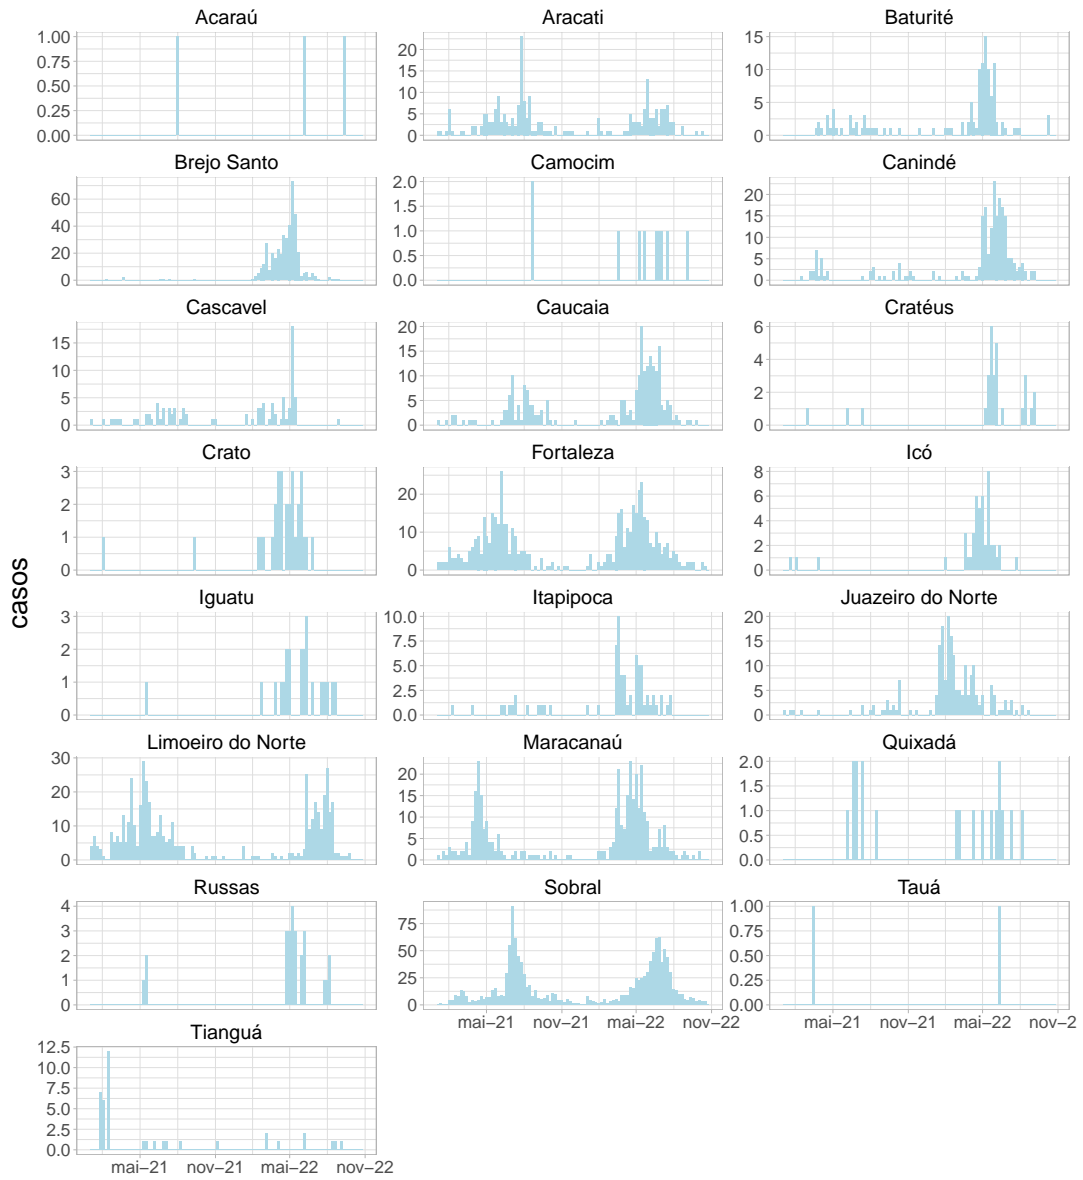 Acaraú Aracati Baturité
1.00 0.75 0.50 0.25 0.00
20 15 10 5 0
15 10 5 0
Brejo Santo Camocim Canindé
60 40 20 0
2.0 1.5 1.0 0.5 0.0
20 15 10 5 0
Cascavel Caucaia Cratéus
15 10 5 0
20 15 10 5 0
6 4 2 0
Crato Fortaleza Icó
3 2 1 0
20 10 0
8 6 4 2 0
casos
Iguatu Itapipoca Juazeiro do Norte
3 2 1 0
10.0 7.5 5.0 2.5 0.0
20 15 10 5 0
Limoeiro do Norte Maracanaú Quixadá
30 20 10 0
20 15 10 5 0
2.0 1.5 1.0 0.5 0.0
Russas Sobral Tauá
4 3 2 1 0
75 50 25 0
1.00 0.75 0.50 0.25 0.00
mai−21 nov−21 mai−22 nov−22 mai−21 nov−21 mai−22 nov−2
Tianguá
12.5 10.0 7.5 5.0 2.5 0.0
mai−21 nov−21 mai−22 nov−22